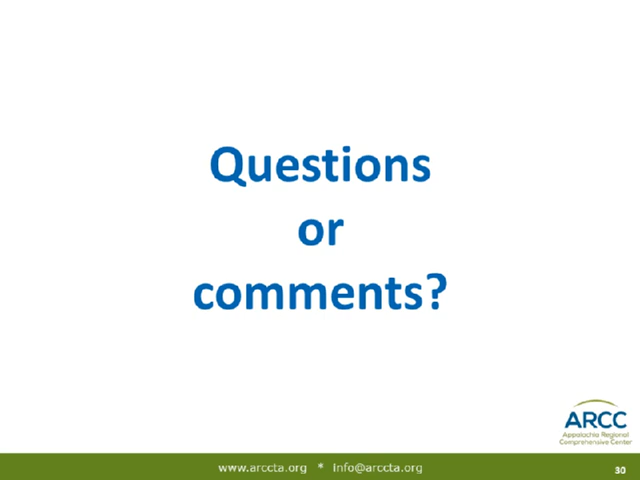 Questions
or
comments?
ARCC
Appalachia Regional
Comprehensive Center
www.arccta.org * Info@arccta.org
30